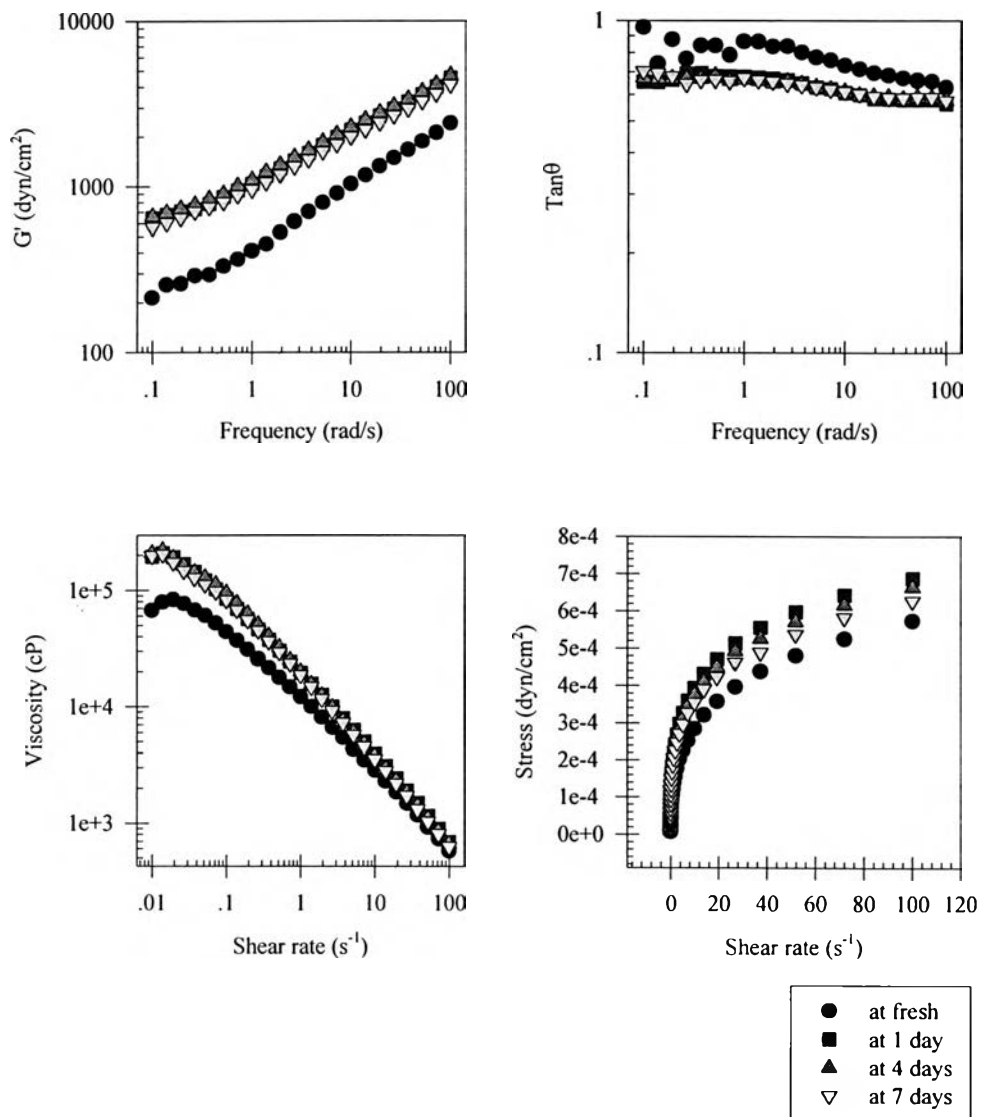 10000
1000
100
G' (dyn/cm²)
.1 1 10 100
Frequency (rad/s)
1
.1
Tanθ
.1 1 10 100
Frequency (rad/s)
1e+5
1e+4
1e+3
Viscosity (cP)
.01 .1 1 10 100
Shear rate (s⁻¹)
8e-4
7e-4
6e-4
5e-4
4e-4
3e-4
2e-4
1e-4
0e+0
Stress (dyn/cm²)
0 20 40 60 80 100 120
Shear rate (s⁻¹)
at fresh
at 1 day
at 4 days
at 7 days